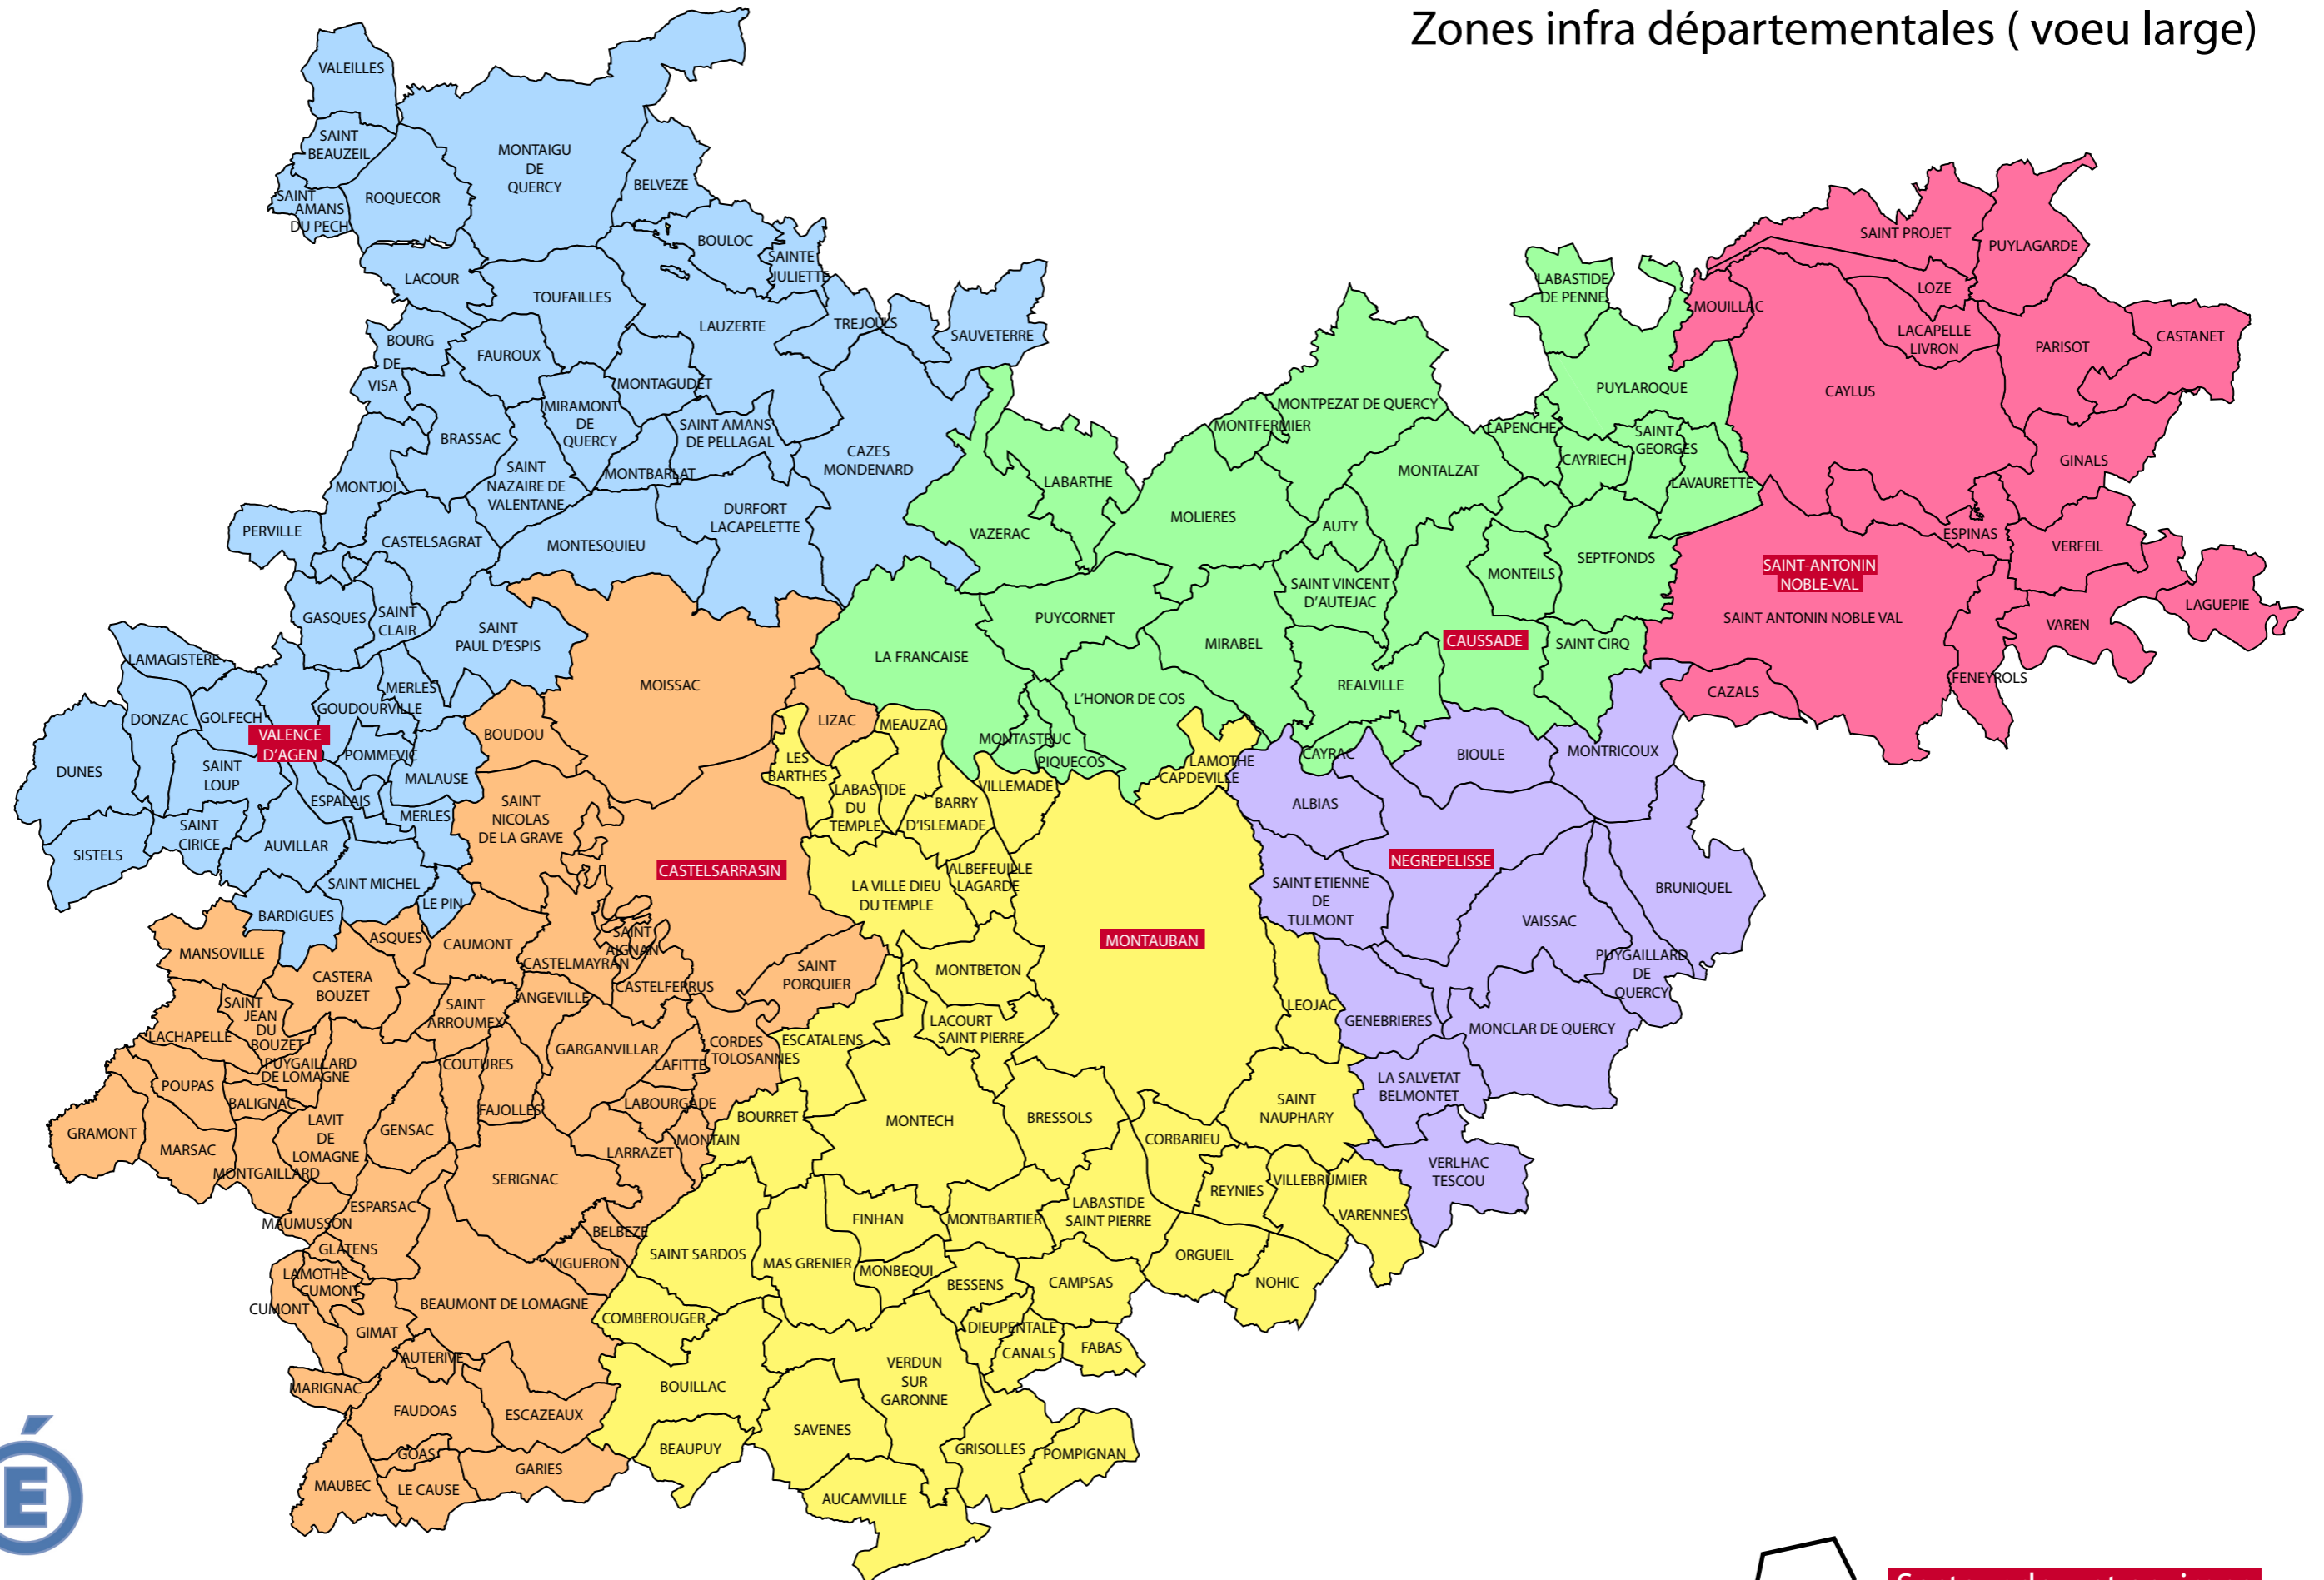 Zones infra départementales ( voeu large)
VALEILLES
SAINT
BEAUZEIL
SAINT
AMANS
DU PECH
ROQUECOR
MONTAIGU
DE
QUERCY
BELVEZE
BOULOC
SAINTE
JULIETTE
LACOUR
TOUFAILLES
LAUZERTE
TREJOULS
SAUVETERRE
BOURG
DE
VISA
FAUROUX
MONTAGUDET
MIRAMONT
DE
QUERCY
SAINT AMANS
DE PELLAGAL
BRASSAC
CAZES
MONDENARD
SAINT
NAZAIRE DE
VALENTANE
MONTBARLAT
MONTJOI
DURFORT
LACAPELETTE
PERVILLE
CASTELSAGRAT
MONTESQUIEU
GASQUES
SAINT
CLAIR
SAINT
PAUL D'ESPIS
LAMAGISTERE
MERLES
GOUDOURVILLE
DONZAC
GOLFECH
VALENCE
D'AGEN
POMMEVIC
MALAUSE
DUNES
SAINT
LOUP
ESPALAIS
MERLES
SAINT
CIRICE
AUVILLAR
SISTELS
SAINT MICHEL
LE PIN
BARDIGUES
MOISSAC
LIZAC
BOUDOU
SAINT
NICOLAS
DE LA GRAVE
CASTELSARRASIN
ASQUES
CAUMONT
SAINT
AIGNAN
CASTELMAYRAN
MANSOVILLE
CASTERA
BOUZET
CASTELFERRUS
SAINT
PORQUIER
ANGEVILLE
SAINT
ARROUMEX
SAINT
JEAN
DU
BOUZET
LACHAPELLE
PUYGAILLARD
DE LOMAGNE
COUTURES
GARGANVILLAR
LAFITTE
CORDES
TOLOSANNES
POUPAS
BALIGNAC
FAJOLLES
LABOURGADE
GRAMONT
MARSAC
LAVIT
DE
LOMAGNE
GENSAC
MONTAIN
LARRAZET
MONTGAILLARD
SERIGNAC
ESPARSAC
MAUMUSSON
BELBEZE
GLATENS
VIGUERON
LAMOTHE
CUMONT
CUMONT
BEAUMONT DE LOMAGNE
GIMAT
AUTERIVE
MARIGNAC
FAUDOAS
ESCAZEAUX
GOAS
GARIES
MAUBEC
LE CAUSE
LABASTIDE
DE PENNE
PUYLAROQUE
MONTPEZAT DE QUERCY
MONTFERMIER
LAPENCHE
SAINT
GEORGES
CAYRIECH
MONTALZAT
LAVAURETTE
LABARTHE
MOLIERES
AUTY
VAZERAC
SEPTFONDS
MONTEILS
SAINT VINCENT
D'AUTEJAC
PUYCORNET
MIRABEL
CAUSSADE
SAINT CIRQ
LA FRANCAISE
REALVILLE
L'HONOR DE COS
MONTASTRUC
PIQUECOS
CAYRAC
SAINT PROJET
PUYLAGARDE
LOZE
MOUILLAC
LACAPELLE
LIVRON
PARISOT
CASTANET
CAYLUS
GINALS
ESPINAS
VERFEIL
SAINT-ANTONIN
NOBLE-VAL
SAINT ANTONIN NOBLE VAL
LAGUEPIE
VAREN
FENEYROLS
CAZALS
MEAUZAC
LES
BARTHES
LABASTIDE
DU
TEMPLE
BARRY
D'ISLEMADE
VILLEMADE
LAMOTHE
CAPDEVILLE
LA VILLE DIEU
DU TEMPLE
ALBEFEUILLE
LAGARDE
MONTAUBAN
MONTBETON
LACOURT
SAINT PIERRE
ESCATALENS
LEOJAC
BOURRET
MONTECH
BRESSOLS
SAINT
NAUPHARY
CORBARIEU
REYNIES
VILLEBRUMIER
VARENNES
FINHAN
MONTBARTIER
LABASTIDE
SAINT PIERRE
SAINT SARDOS
MAS GRENIER
MONBEQUI
BESSENS
CAMPSAS
ORGUEIL
NOHIC
COMBEROUGER
DIEUPENTALE
CANALS
FABAS
BOUILLAC
VERDUN
SUR
GARONNE
SAVENES
BEAUPUY
GRISOLLES
POMPIGNAN
AUCAMVILLE
BIOULE
MONTRICOUX
ALBIAS
NEGREPELISSE
SAINT ETIENNE
DE
TULMONT
VAISSAC
BRUNIQUEL
PUYGAILLARD
DE
QUERCY
GENEBRIERES
MONCLAR DE QUERCY
LA SALVETAT
BELMONTET
VERLHAC
TESCOU
É